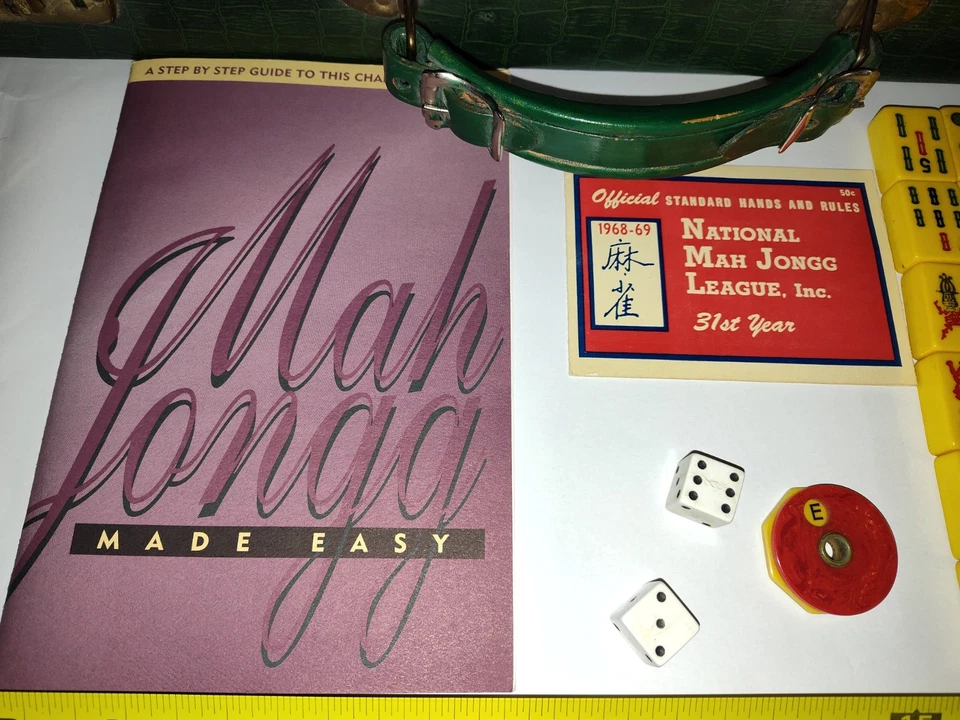 A STEP BY STEP GUIDE TO THIS
Mah
Jongg
MADE EASY
Official STANDARD HANDS AND RULES
50c
1968-69
麻
雀
NATIONAL
MAH JONGG
LEAGUE, Inc.
31st Year
E
5